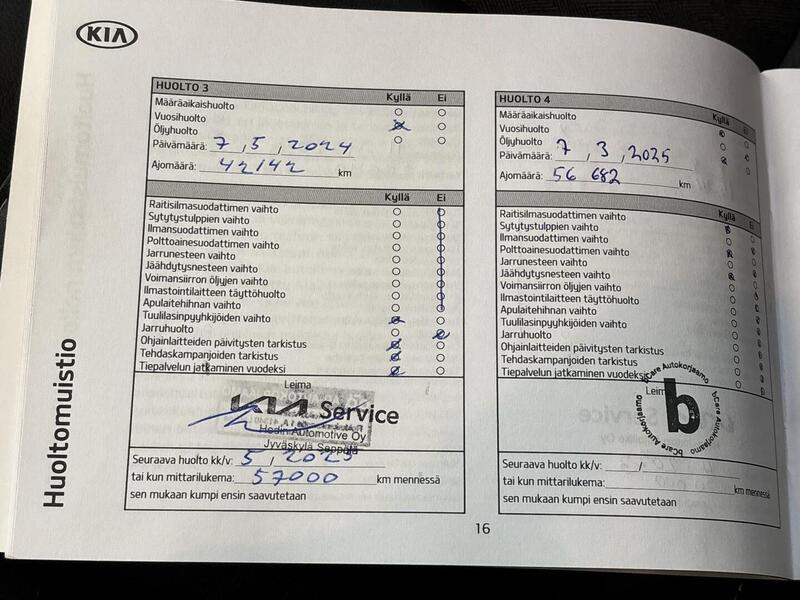 KIA
Huoltomuistio
HUOLTO 3 Kyllä Ei
Määräaikaishuolto
Vuosihuolto
Öljyhuolto
Päivämäärä: 7 , 5 , 2024
Ajomäärä: 42142 km
Kyllä Ei
Raitisilmasuodattimen vaihto
Sytytystulppien vaihto
Ilmansuodattimen vaihto
Polttoainesuodattimen vaihto
Jarrunesteen vaihto
Jäähdytysnesteen vaihto
Voimansiirron öljyjen vaihto
Ilmastointilaitteen täyttöhuolto
Apulaitehihnan vaihto
Tuulilasinpyyhkijöiden vaihto
Jarruhuolto
Ohjainlaitteiden päivitysten tarkistus
Tehdaskampanjoiden tarkistus
Tiepalvelun jatkaminen vuodeksi
Leima
KIA Service
Hedin Automotive Oy
Jyväskylä Seppälä
Seuraava huolto kk/v: 5 / 2025
tai kun mittarilukema: 57000 km mennessä
sen mukaan kumpi ensin saavutetaan
HUOLTO 4 Kyllä Ei
Määräaikaishuolto
Vuosihuolto
Öljyhuolto
Päivämäärä: 7 , 3 , 2025
Ajomäärä: 56 682 km
Kyllä Ei
Raitisilmasuodattimen vaihto
Sytytystulppien vaihto
Ilmansuodattimen vaihto
Polttoainesuodattimen vaihto
Jarrunesteen vaihto
Jäähdytysnesteen vaihto
Voimansiirron öljyjen vaihto
Ilmastointilaitteen täyttöhuolto
Apulaitehihnan vaihto
Tuulilasinpyyhkijöiden vaihto
Jarruhuolto
Ohjainlaitteiden päivitysten tarkistus
Tehdaskampanjoiden tarkistus
Tiepalvelun jatkaminen vuodeksi
Leima
b
bCare Autokorjaamo bCare Autokorjaamo bCare Autokorjaamo
Seuraava huolto kk/v: /
tai kun mittarilukema: km mennessä
sen mukaan kumpi ensin saavutetaan
16